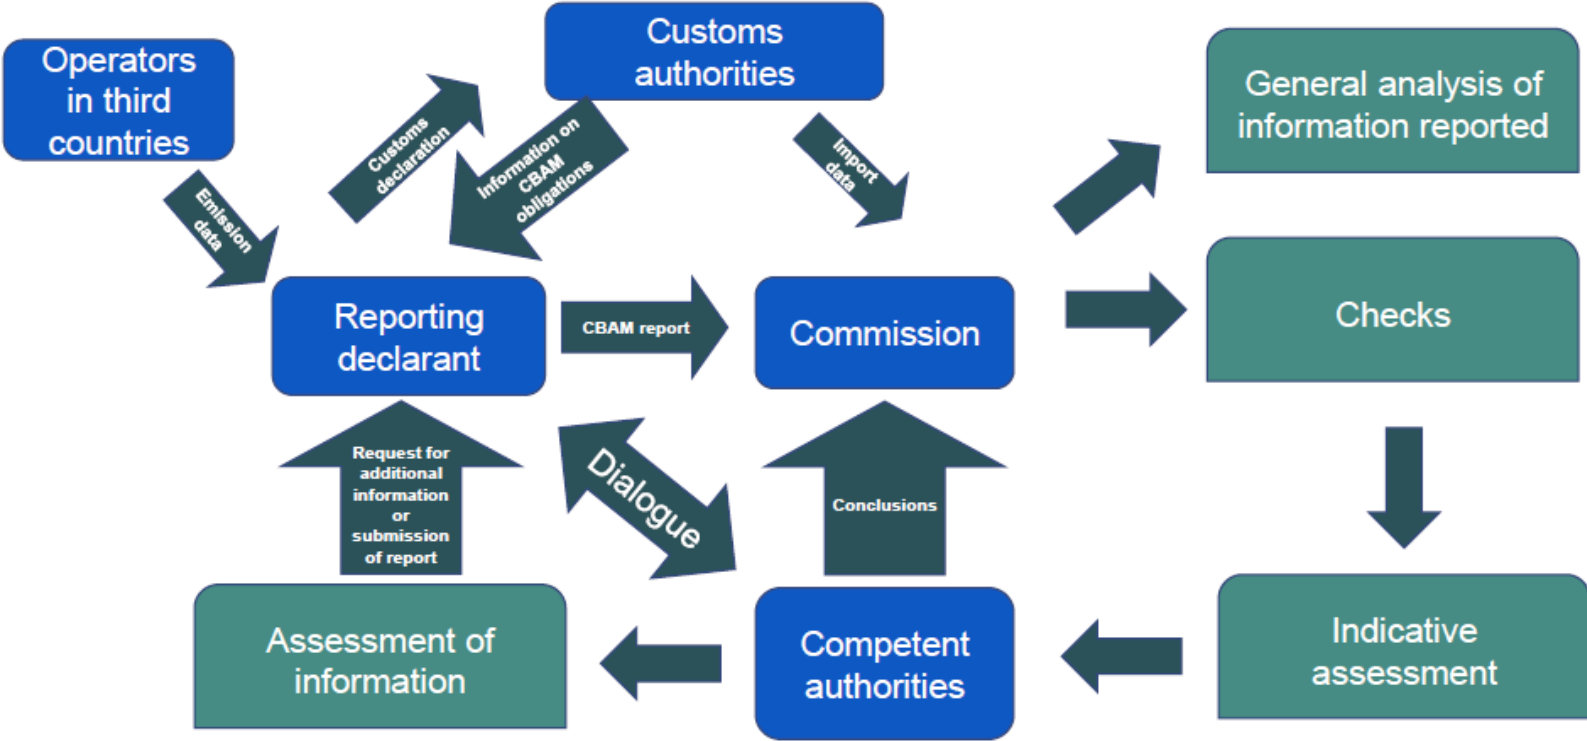 Operators
in third
countries
Customs
authorities
General analysis of
information reported
Customs
declaration
Information on
CBAM
obligations
Import
data
Emission
data
Reporting
declarant
CBAM report
Commission
Checks
Request for
additional
information
or
submission
of report
Dialogue
Conclusions
Assessment of
information
Competent
authorities
Indicative
assessment